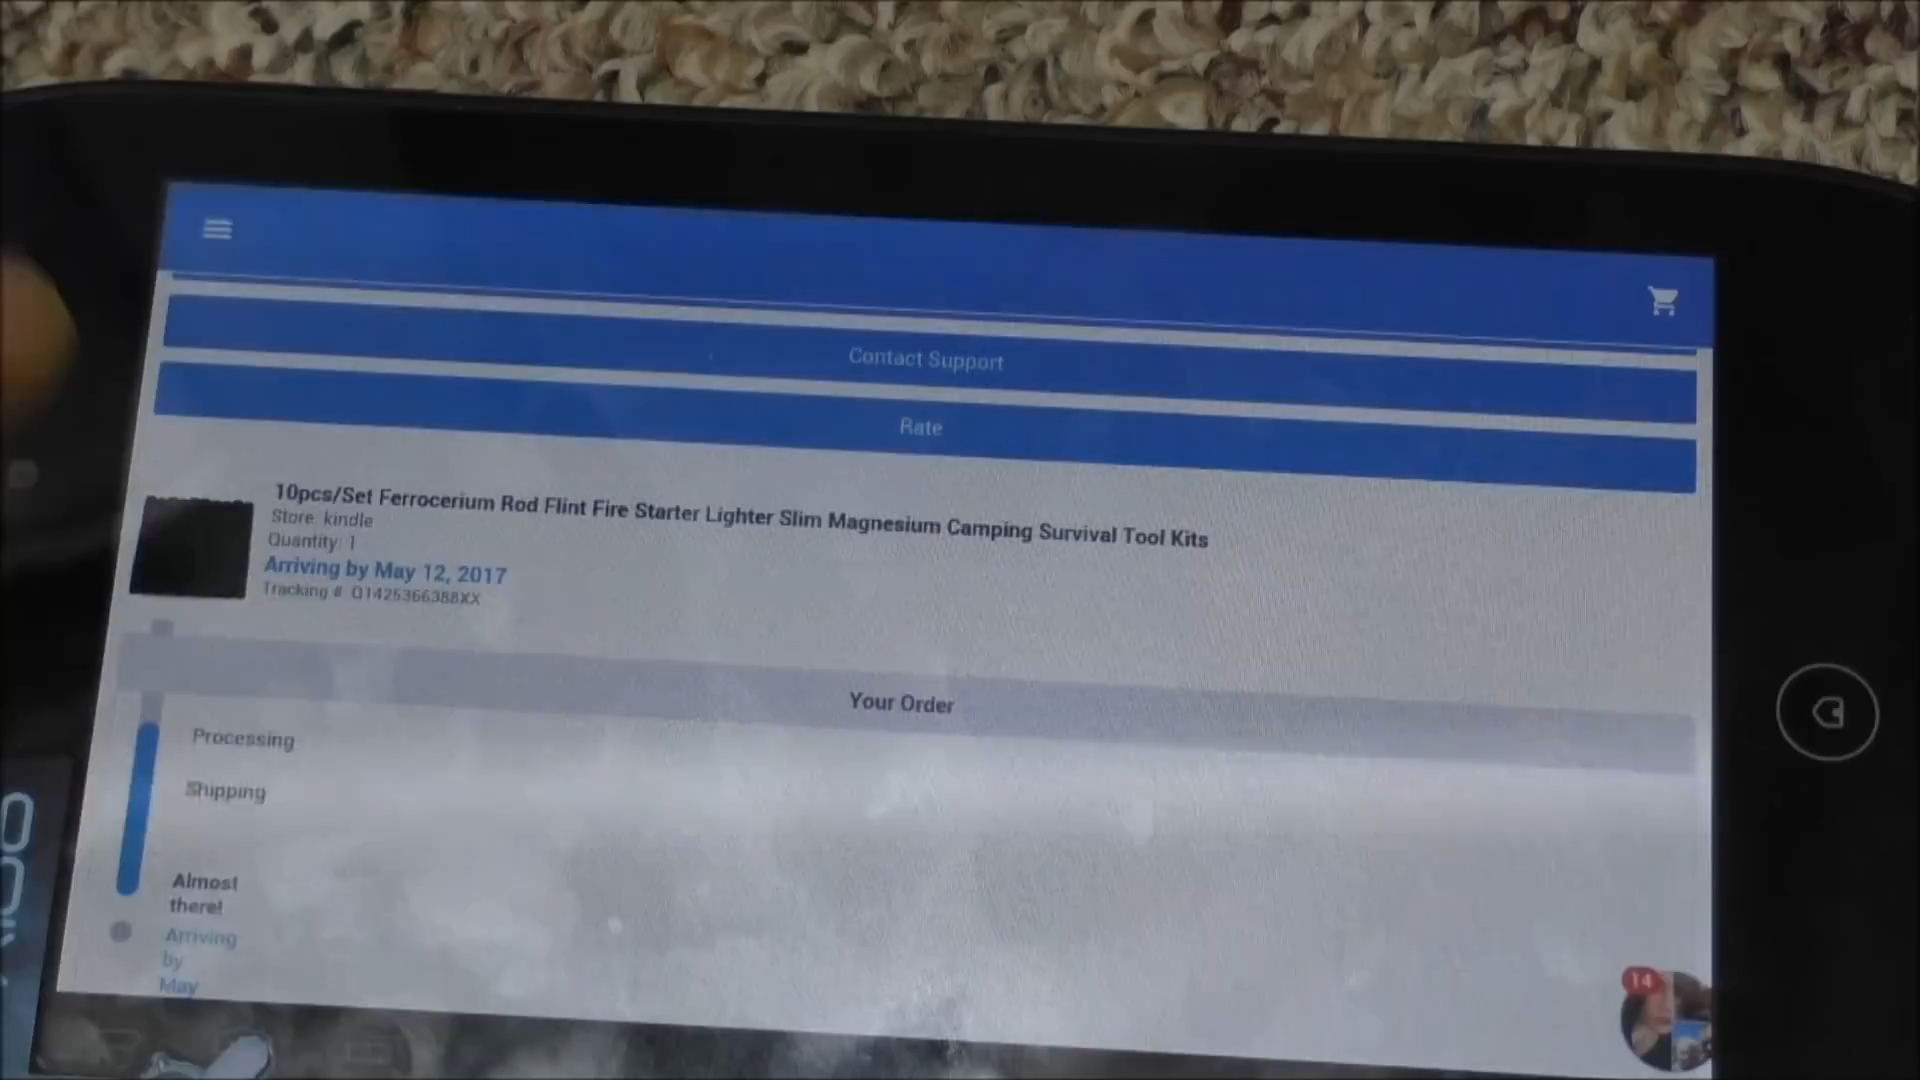 Contact Support
Rate
10pcs/Set Ferrocerium Rod Flint Fire Starter Lighter Slim Magnesium Camping Survival Tool Kits
Store: kindle
Quantity: 1
Arriving by May 12, 2017
Tracking # Q1425366388XX
Your Order
Processing
Shipping
Almost
there!
Arriving
by
May
14